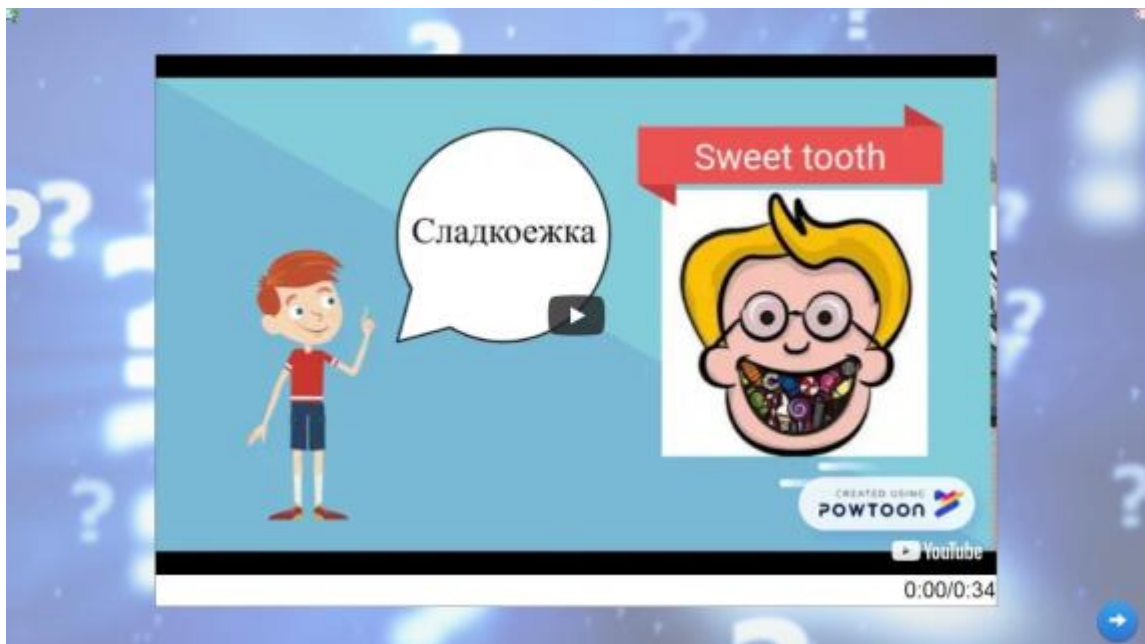 Sweet tooth
Сладкоежка
CREATED USING
POWTOON
YouTube
0:00/0:34